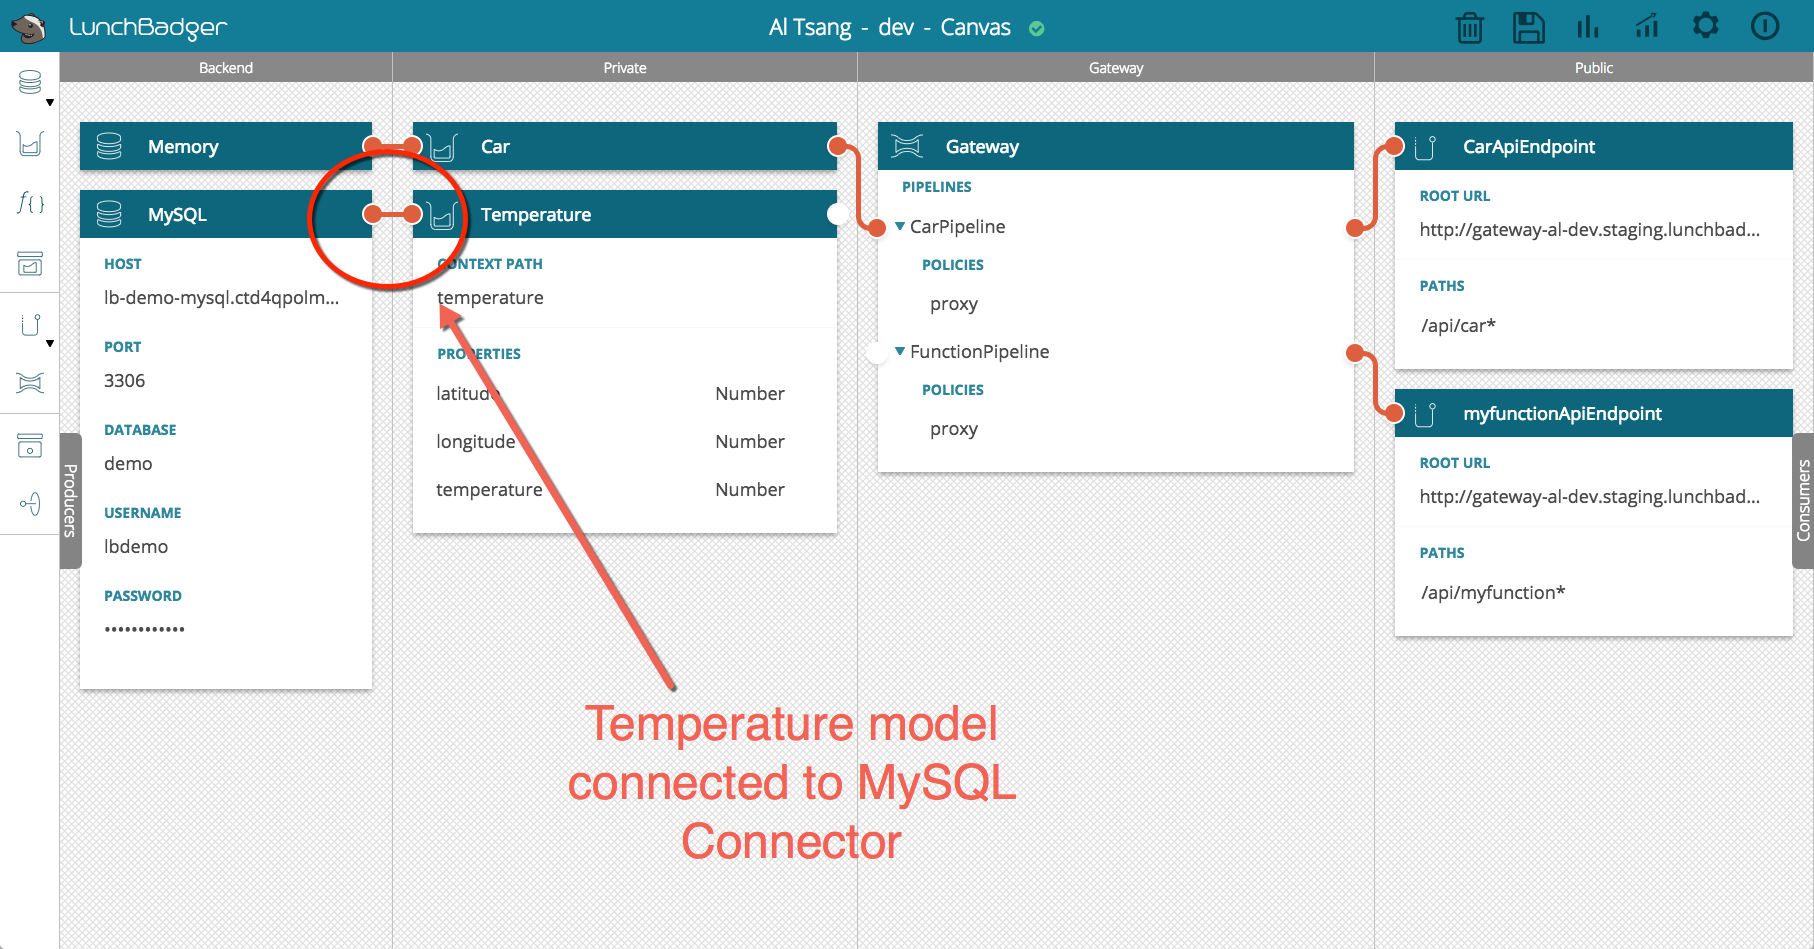 LunchBadger
Al Tsang - dev - Canvas
Backend
Private
Gateway
Public
Producers
Memory
MySQL
HOST
lb-demo-mysql.ctd4qpolm...
PORT
3306
DATABASE
demo
USERNAME
lbdemo
PASSWORD
••••••••••••
Car
Temperature
CONTEXT PATH
temperature
PROPERTIES
latitude Number
longitude Number
temperature Number
Gateway
PIPELINES
CarPipeline
POLICIES
proxy
FunctionPipeline
POLICIES
proxy
CarApiEndpoint
ROOT URL
http://gateway-al-dev.staging.lunchbad...
PATHS
/api/car*
myfunctionApiEndpoint
ROOT URL
http://gateway-al-dev.staging.lunchbad...
PATHS
/api/myfunction*
Consumers
f{}
Temperature model
connected to MySQL
Connector